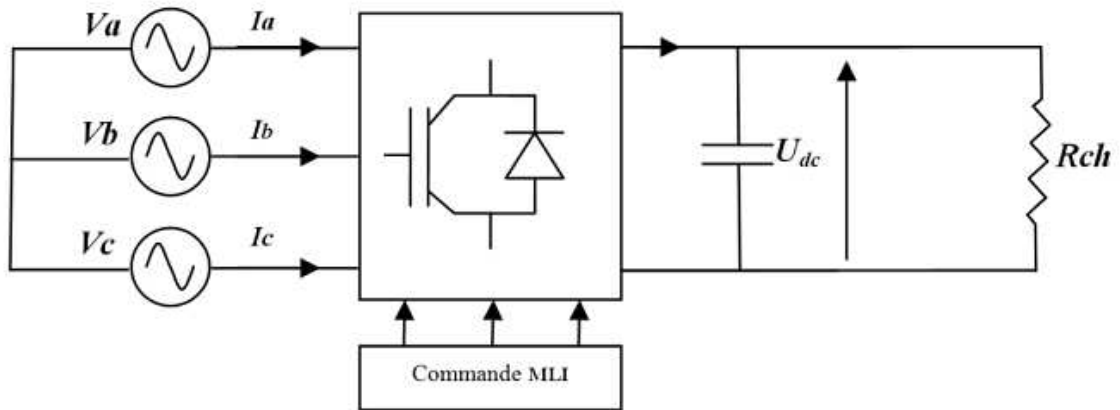 Va
Ia
Vb
Ib
Vc
Ic
Udc
Rch
Commande MLI